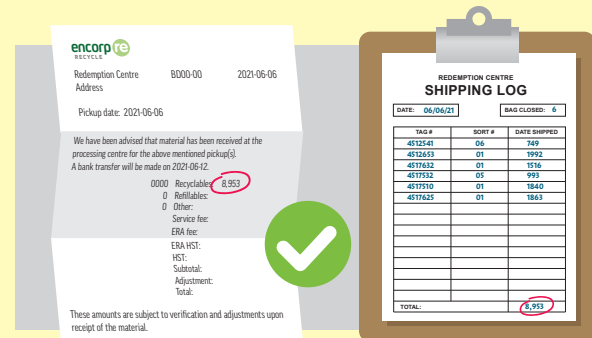 encorp re
RECYCLE
Redemption Centre BD00-00 2021-06-06
Address
Pickup date: 2021-06-06
We have been advised that material has been received at the
processing centre for the above mentioned pickup(s).
A bank transfer will be made on 2021-06-12.
0000 Recyclables: 8,953
0 Refillables:
0 Other:
Service fee:
ERA fee:
ERA HST:
HST:
Subtotal:
Adjustment:
Total:
These amounts are subject to verification and adjustments upon
receipt of the material.
REDEMPTION CENTRE
SHIPPING LOG
DATE: 06/06/21 BAG CLOSED: 6
TAG # SORT # DATE SHIPPED
4512541 06 749
4512653 01 1992
4517632 01 1516
4517532 05 993
4517510 01 1840
4517625 01 1863
TOTAL: 8,953